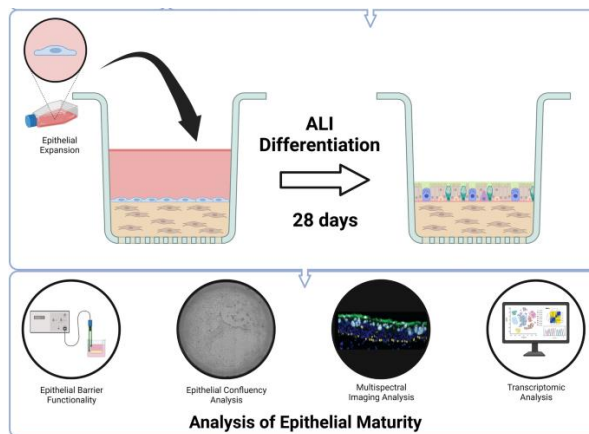 Epithelial
Expansion
ALI
Differentiation
28 days
Epithelial Barrier
Functionality
Epithelial Confluency
Analysis
Multispectral
Imaging Analysis
Transcriptomic
Analysis
Analysis of Epithelial Maturity